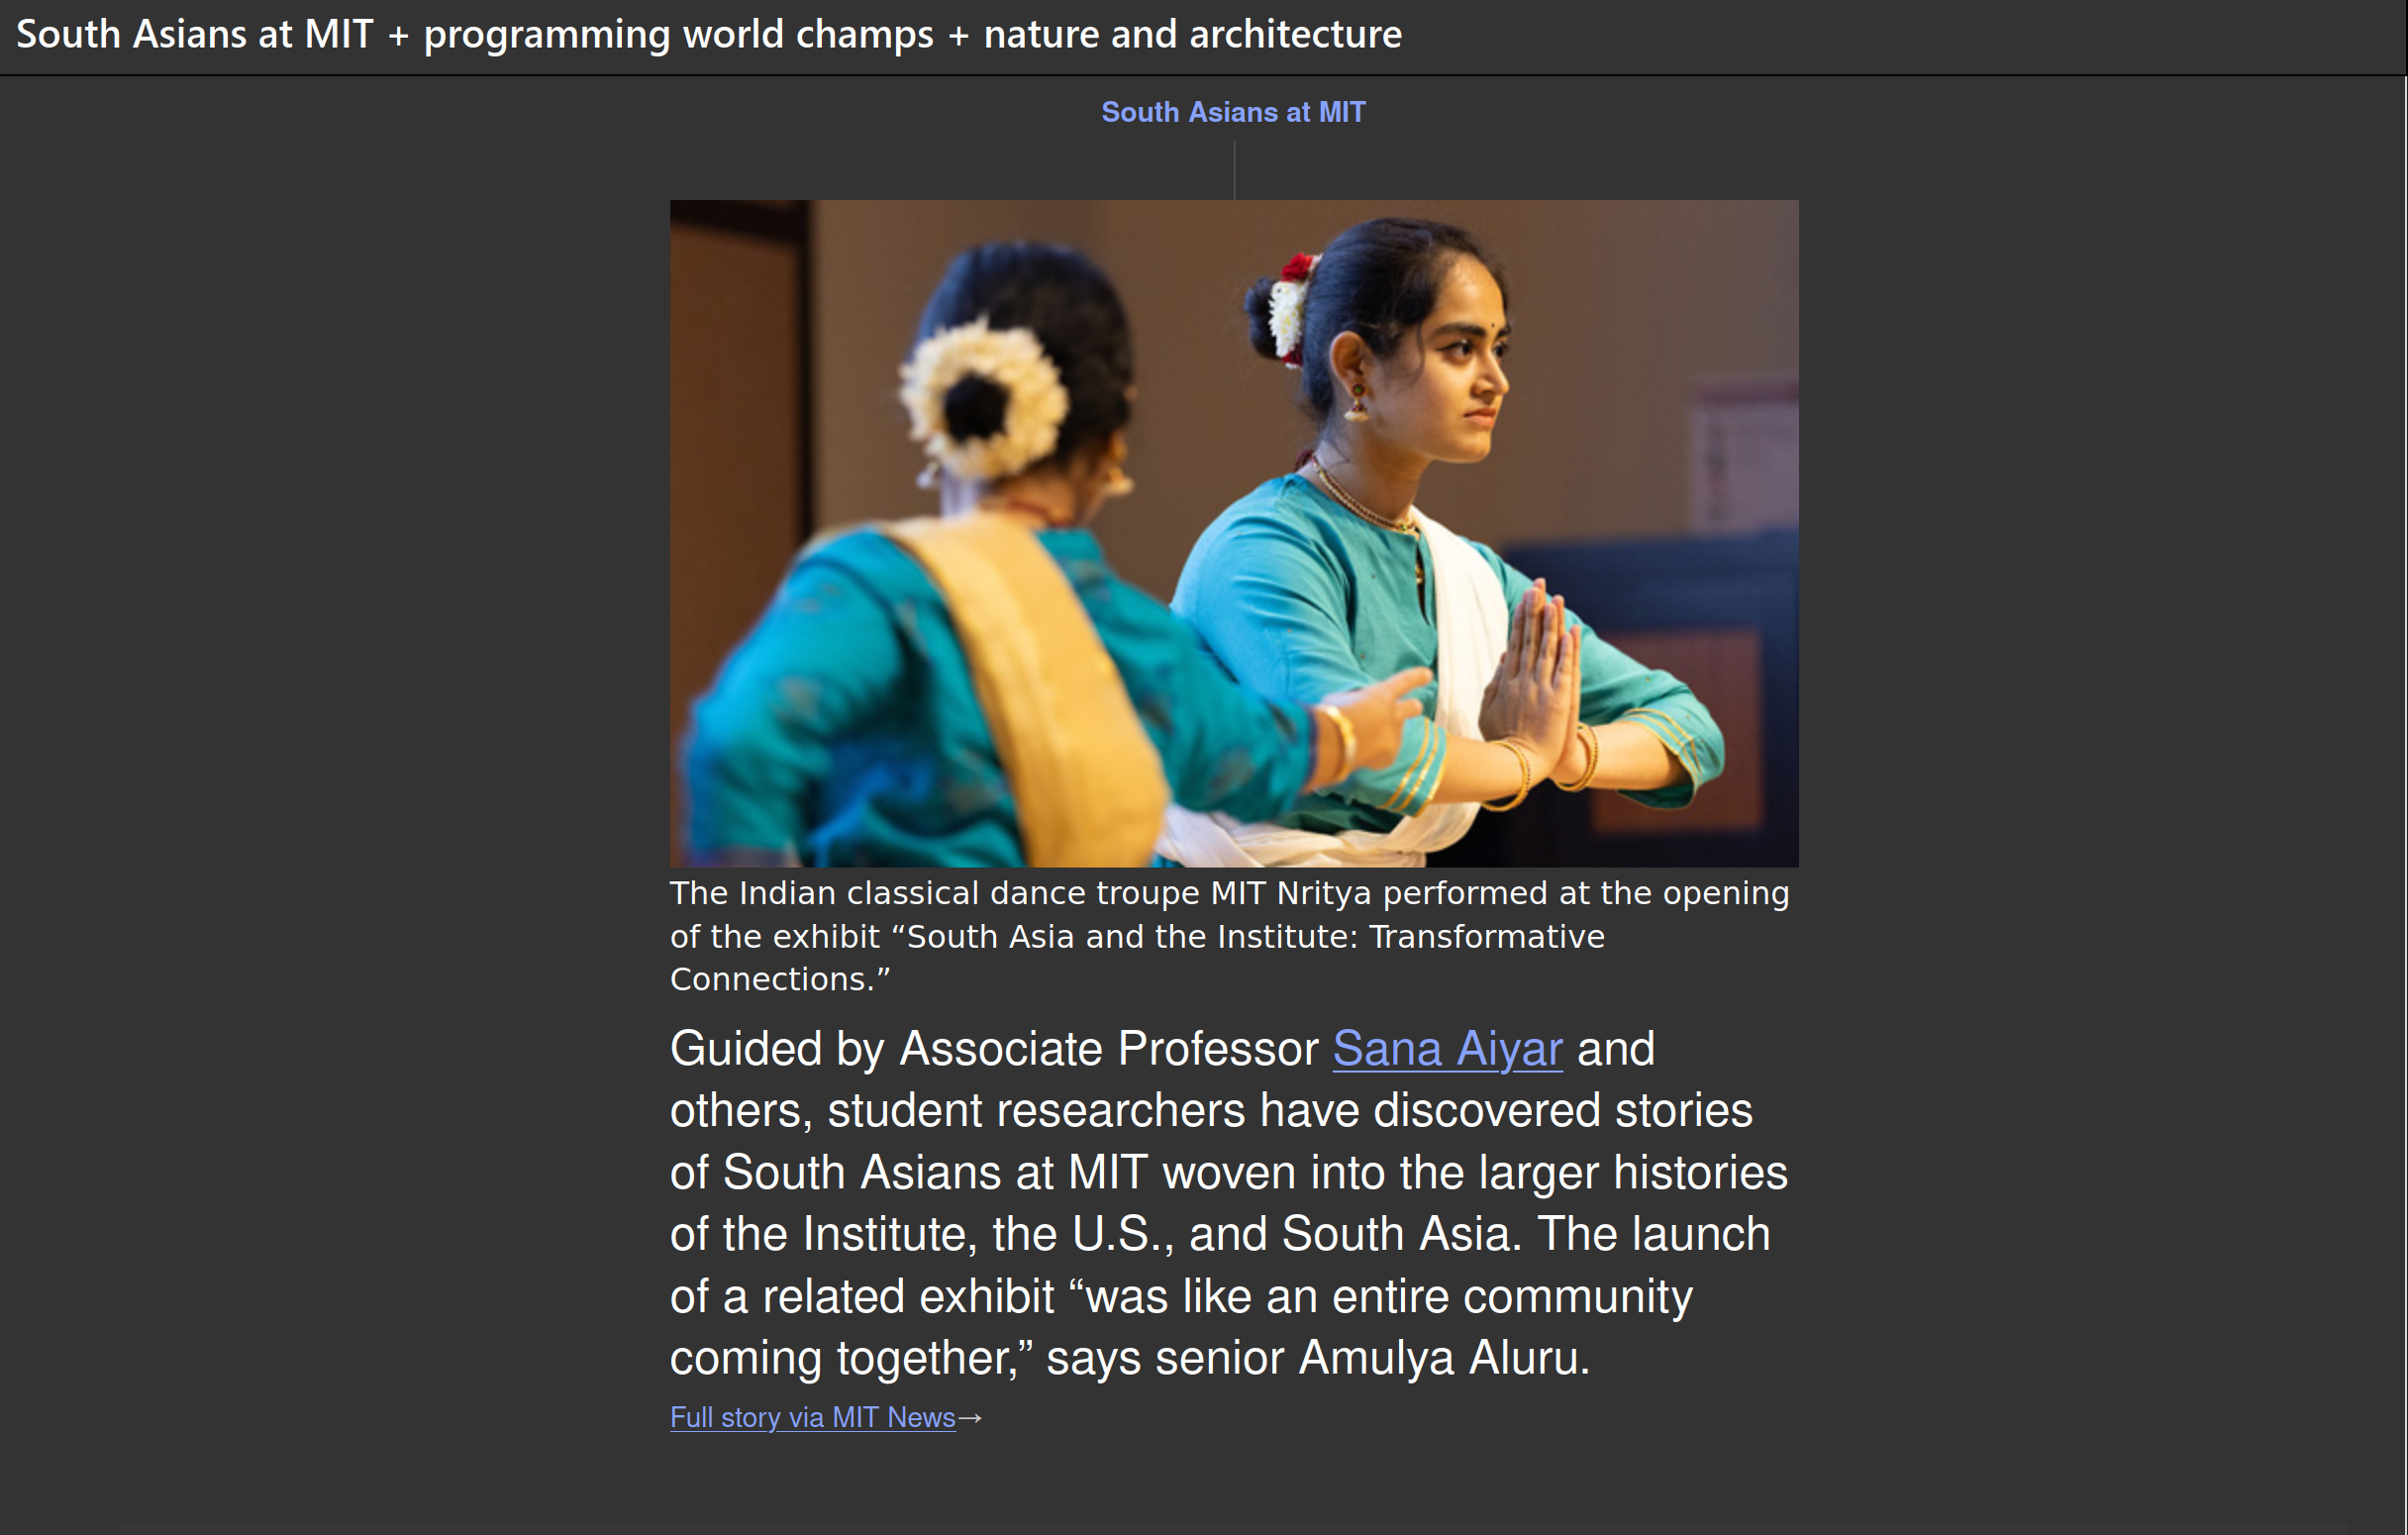 South Asians at MIT + programming world champs + nature and architecture
South Asians at MIT
The Indian classical dance troupe MIT Nritya performed at the opening
of the exhibit “South Asia and the Institute: Transformative
Connections.”
Guided by Associate Professor Sana Aiyar and
others, student researchers have discovered stories
of South Asians at MIT woven into the larger histories
of the Institute, the U.S., and South Asia. The launch
of a related exhibit “was like an entire community
coming together,” says senior Amulya Aluru.
Full story via MIT News→